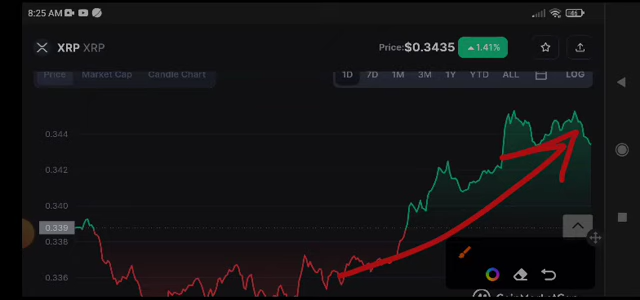 8:25 AM
XRP XRP
Price:$0.3435 1.41%
Price Market Cap Candle Chart 1D 7D 1M 3M 1Y YTD ALL LOG
0.344
0.342
0.340
0.339
0.338
0.336
CoinMarketCap